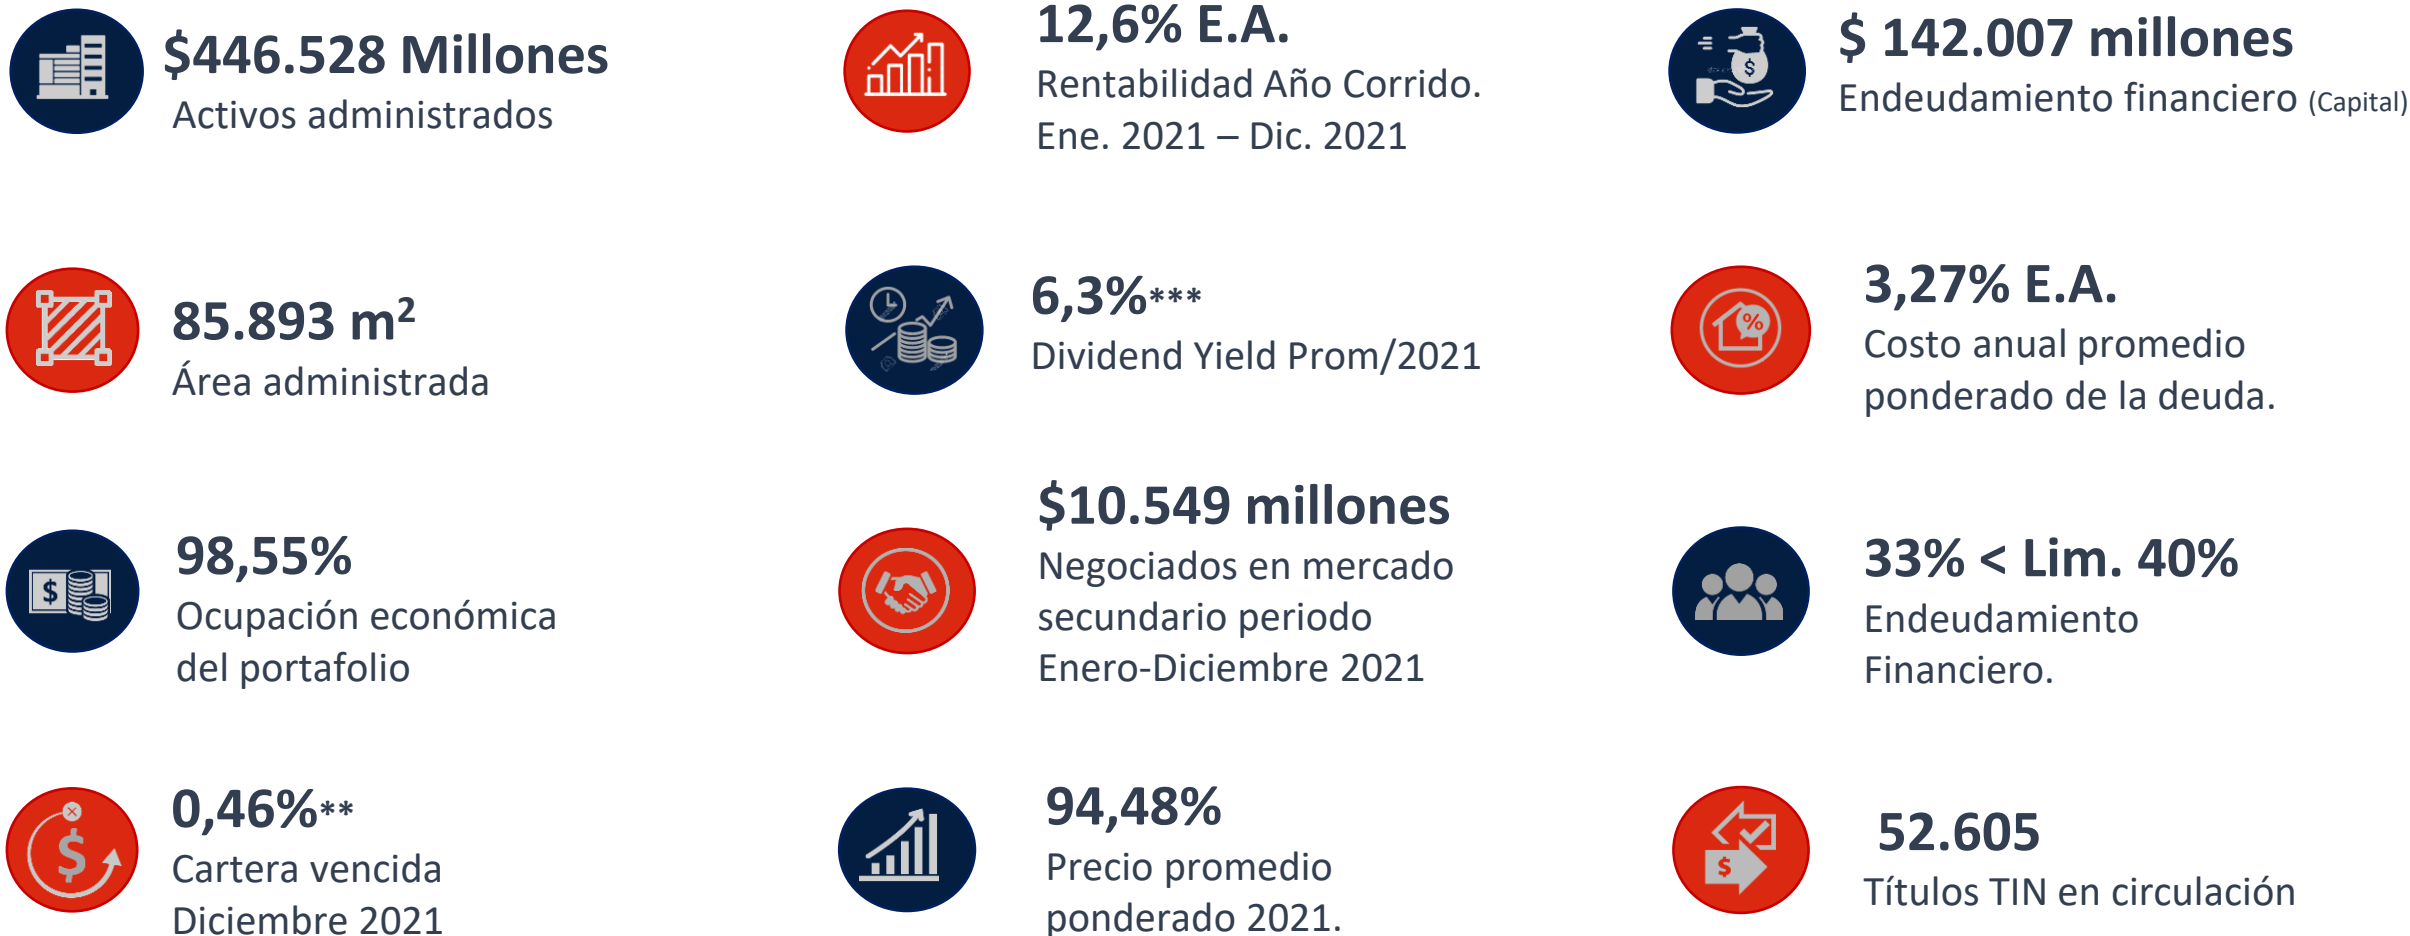 $446.528 Millones
Activos administrados
12,6% E.A.
Rentabilidad Año Corrido.
Ene. 2021 – Dic. 2021
$ 142.007 millones
Endeudamiento financiero (Capital)
85.893 m²
Área administrada
6,3%***
Dividend Yield Prom/2021
3,27% E.A.
Costo anual promedio
ponderado de la deuda.
98,55%
Ocupación económica
del portafolio
$10.549 millones
Negociados en mercado
secundario periodo
Enero-Diciembre 2021
33% < Lim. 40%
Endeudamiento
Financiero.
0,46%**
Cartera vencida
Diciembre 2021
94,48%
Precio promedio
ponderado 2021.
52.605
Títulos TIN en circulación